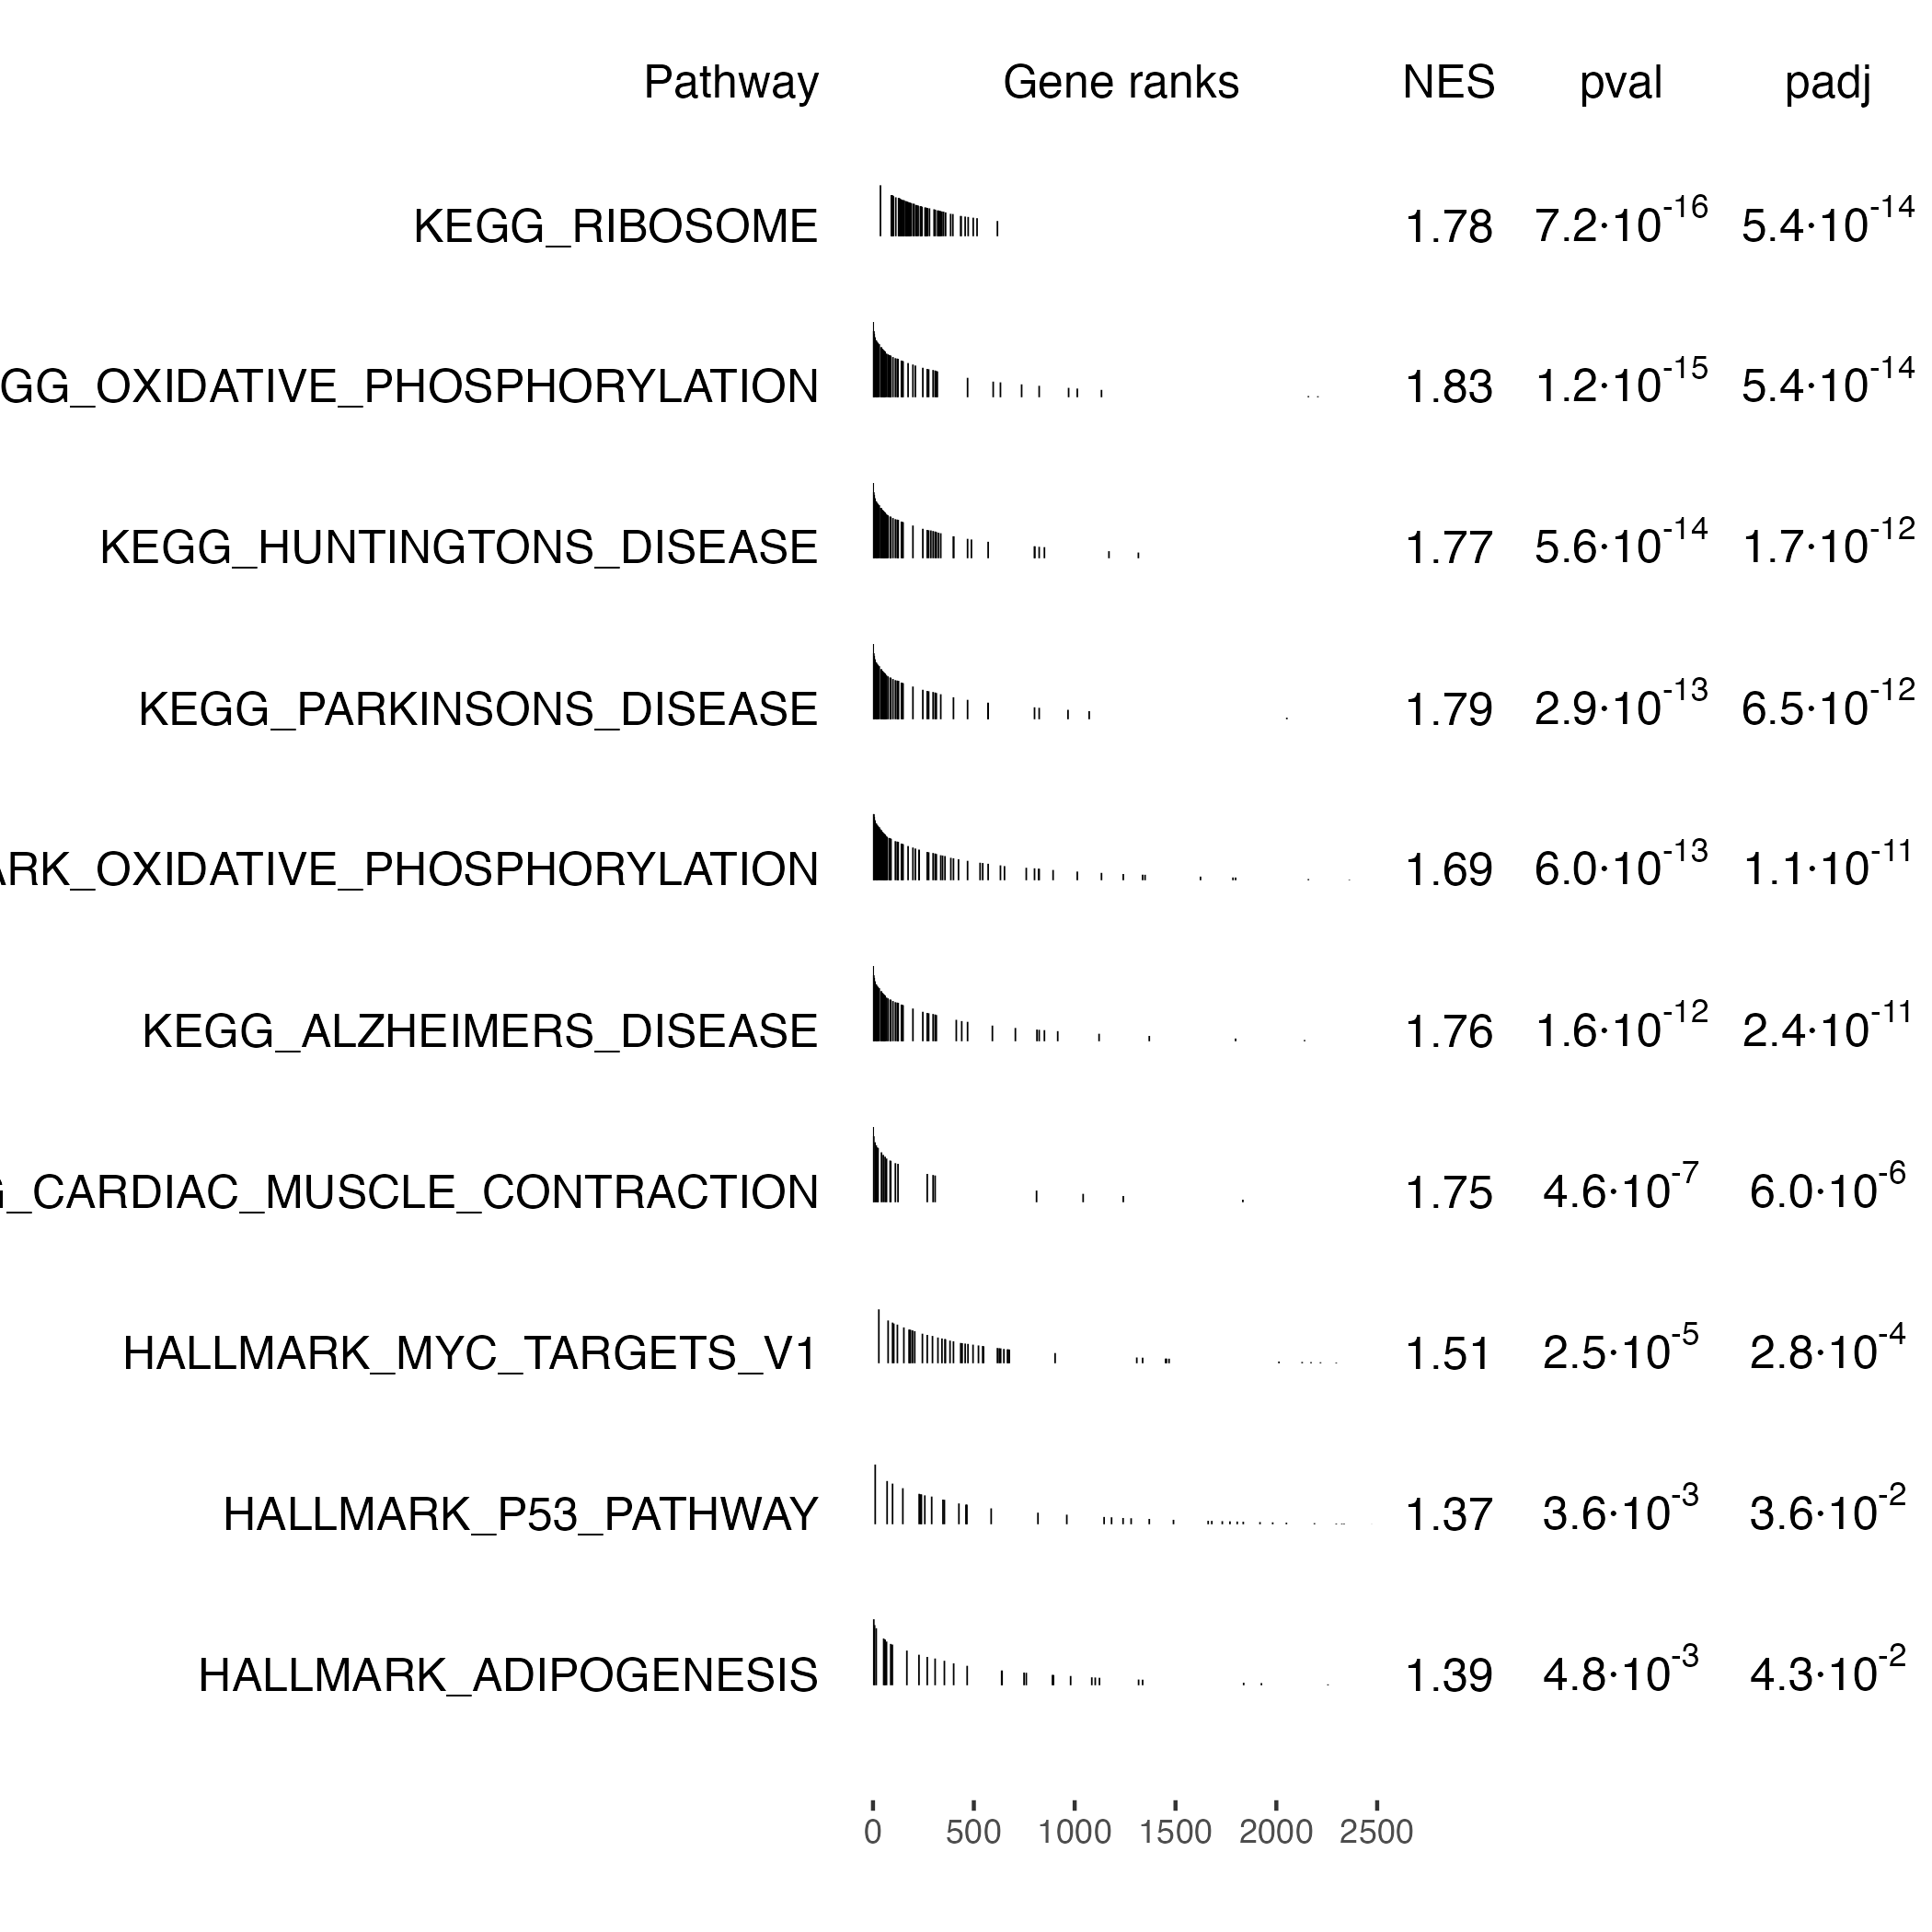 Pathway Gene ranks NES pval padj
KEGG_RIBOSOME 1.78 7.2·10-16 5.4·10-14
GG_OXIDATIVE_PHOSPHORYLATION 1.83 1.2·10-15 5.4·10-14
KEGG_HUNTINGTONS_DISEASE 1.77 5.6·10-14 1.7·10-12
KEGG_PARKINSONS_DISEASE 1.79 2.9·10-13 6.5·10-12
ARK_OXIDATIVE_PHOSPHORYLATION 1.69 6.0·10-13 1.1·10-11
KEGG_ALZHEIMERS_DISEASE 1.76 1.6·10-12 2.4·10-11
G_CARDIAC_MUSCLE_CONTRACTION 1.75 4.6·10-7 6.0·10-6
HALLMARK_MYC_TARGETS_V1 1.51 2.5·10-5 2.8·10-4
HALLMARK_P53_PATHWAY 1.37 3.6·10-3 3.6·10-2
HALLMARK_ADIPOGENESIS 1.39 4.8·10-3 4.3·10-2
0 500 1000 1500 2000 2500